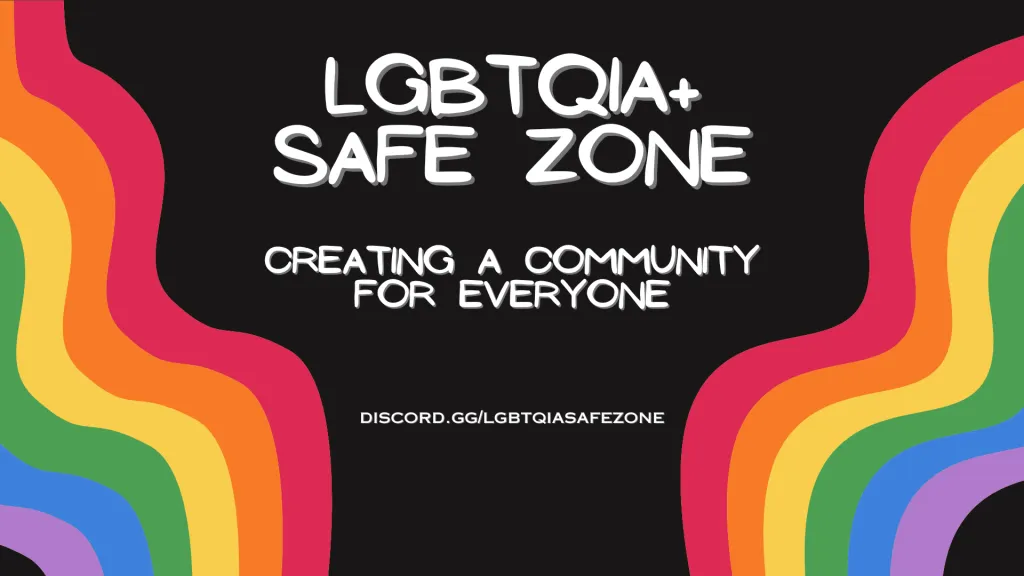 LGBTQIA+
SAFE ZONE
CREATING A COMMUNITY
FOR EVERYONE
DISCORD.GG/LGBTQIASAFEZONE